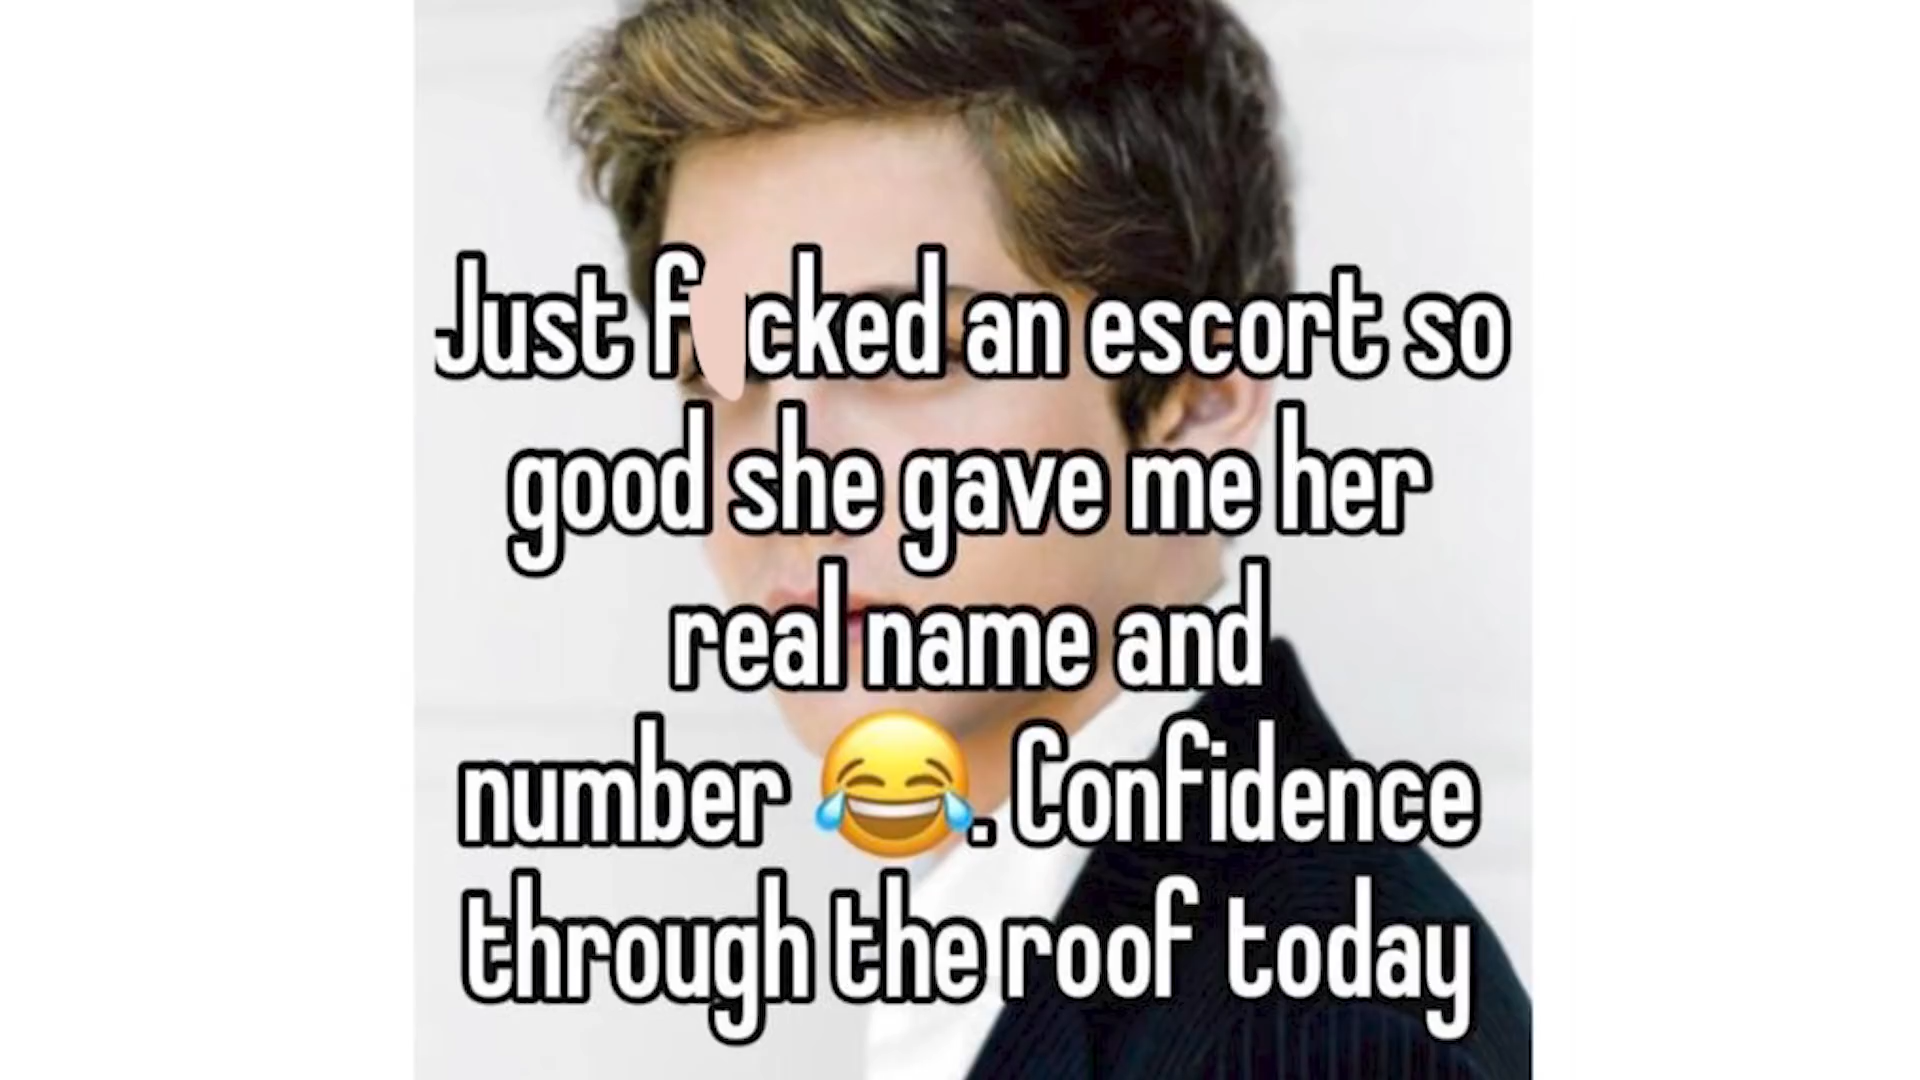 Just f cked an escort so
good she gave me her
real name and
number 😂. Confidence
through the roof today